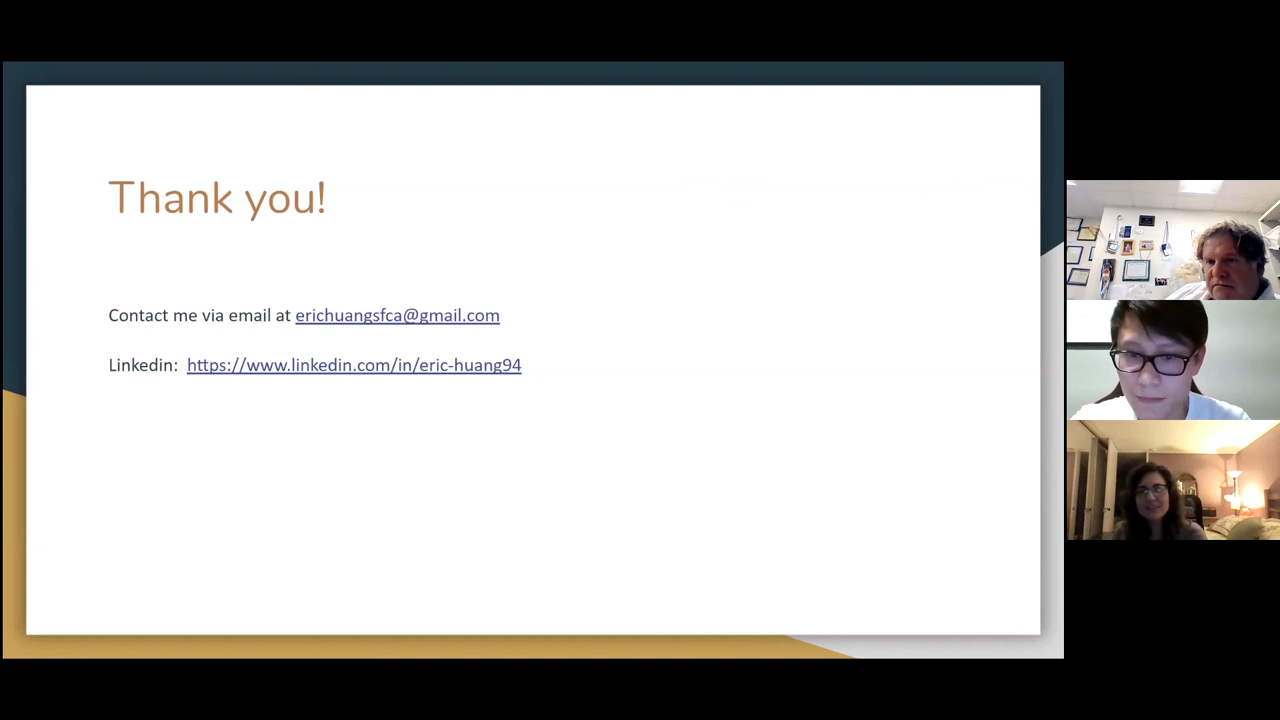 Thank you!
Contact me via email at erichuangsfca@gmail.com
Linkedin: https://www.linkedin.com/in/eric-huang94